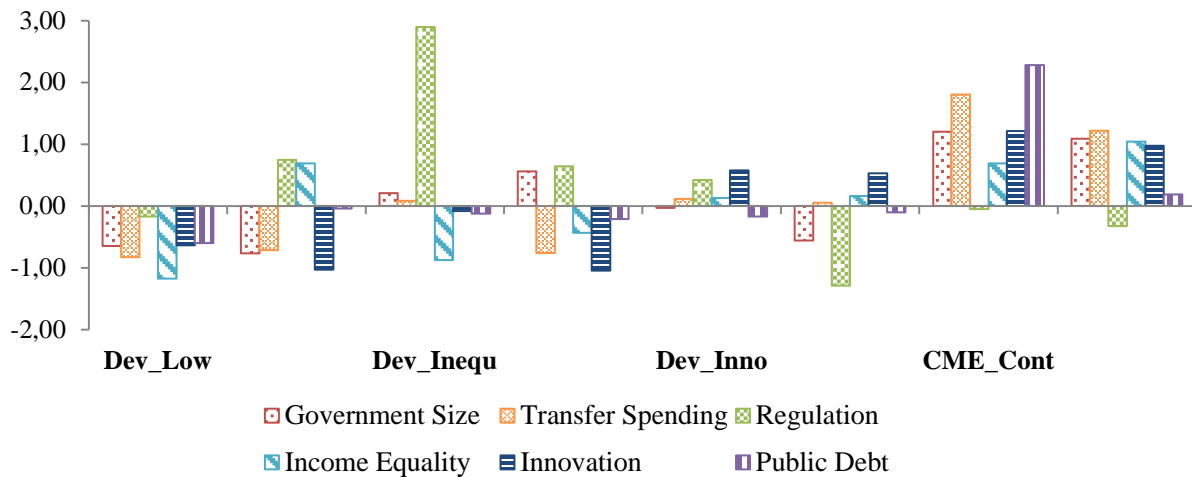 3,00
2,00
1,00
0,00
-1,00
-2,00
Dev_Low Dev_Inequ Dev_Inno CME_Cont
Government Size Transfer Spending Regulation
Income Equality Innovation Public Debt